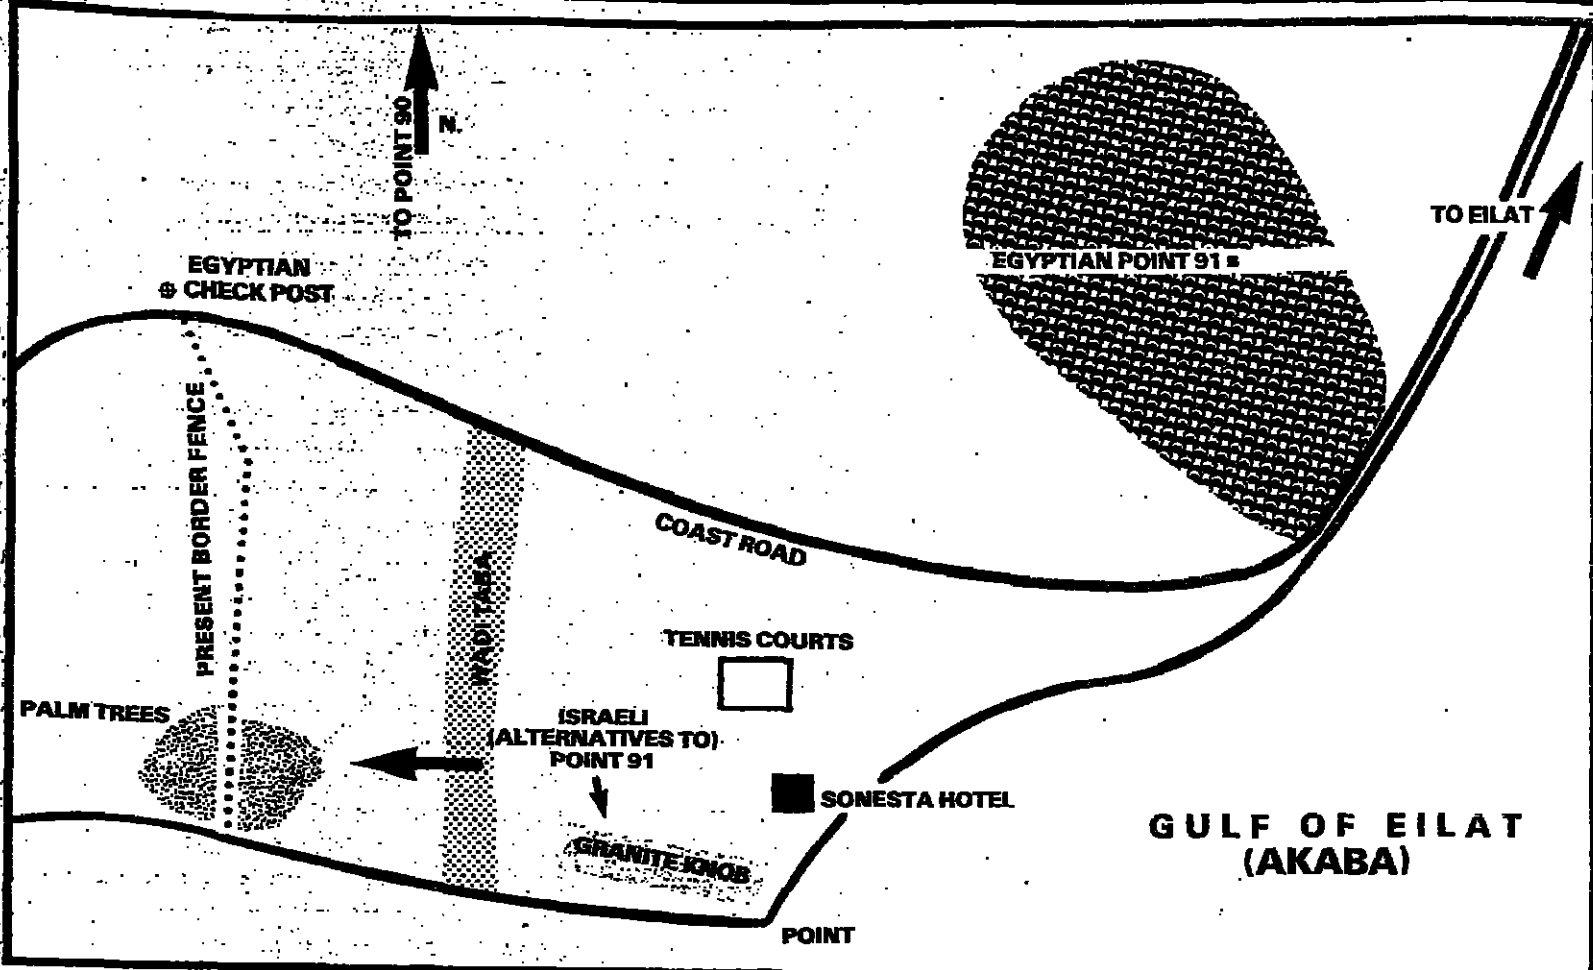 TO POINT 90
N.
TO EILAT
EGYPTIAN
CHECK POST
EGYPTIAN POINT 91
PRESENT BORDER FENCE
COAST ROAD
WADI TABA
TENNIS COURTS
PALM TREES
ISRAELI
(ALTERNATIVES TO)
POINT 91
SONESTA HOTEL
GRANITE KNOB
GULF OF EILAT
(AKABA)
POINT